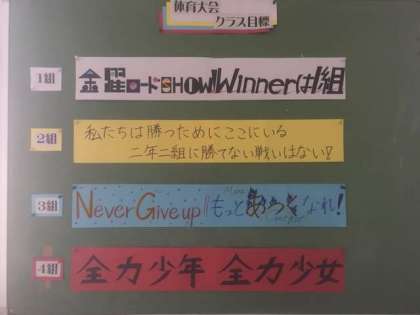 体育大会
クラス目標
1組
金曜ロードSHOW!Winnerは1組
2組
私たちは勝つためにここにいる
二年二組に勝てない戦いはない!
3組
Never Give up!! もっと なれ!
4組
全力少年 全力少女